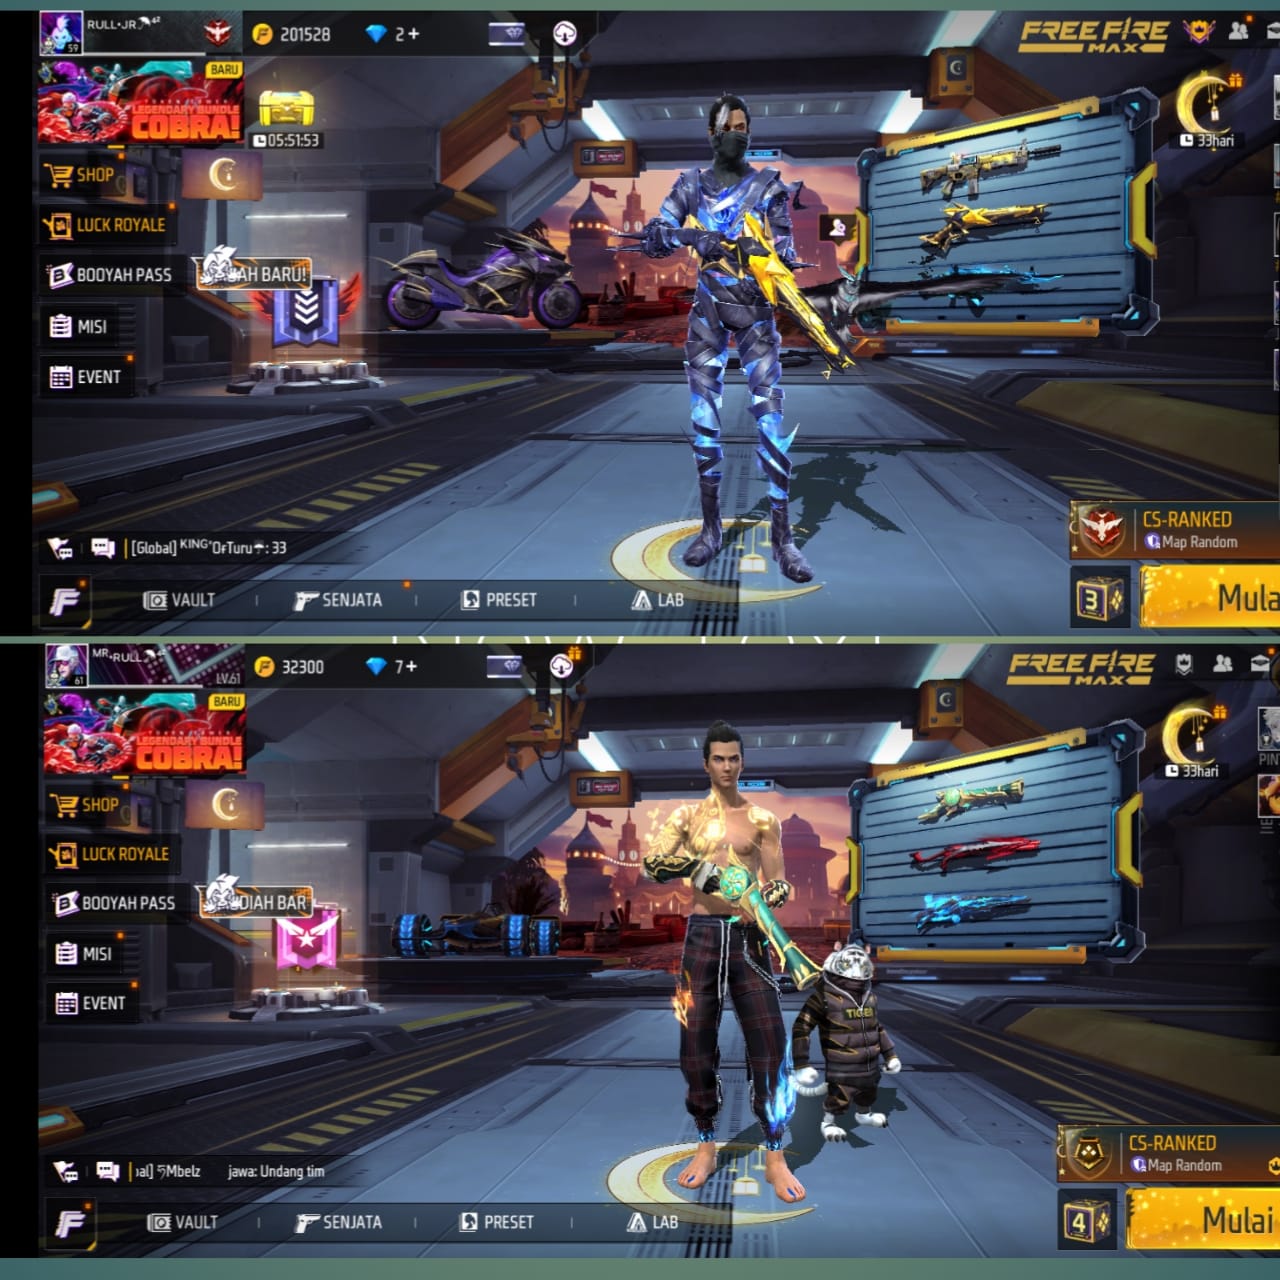 RULL•JR
59
201528
2+
FREE FIRE
MAX
BARU
LEGENDARY BUNDLE
COBRA!
05:51:53
33hari
SHOP
LUCK ROYALE
BOOYAH PASS
AH BARU!
MISI
EVENT
CS-RANKED
Map Random
[Global] KING°OFTuru : 33
3
Mula
VAULT
SENJATA
PRESET
LAB
MR.RULL
61
LV.61
32300
7+
FREE FIRE
MAX
BARU
LEGENDARY BUNDLE
COBRA!
33hari
PIN
SHOP
LUCK ROYALE
BOOYAH PASS
DIAH BAR
MISI
EVENT
TIGER
CS-RANKED
Map Random
al] Mbelz jawa: Undang tim
4
Mulai
VAULT
SENJATA
PRESET
LAB